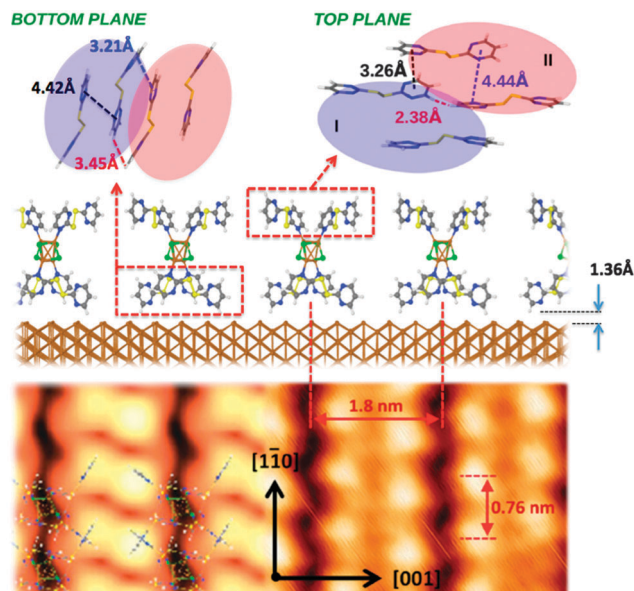 BOTTOM PLANE
TOP PLANE
3.21Å
4.42Å
3.45Å
3.26Å
II
4.44Å
I
2.38Å
1.36Å
1.8 nm
[11̄0]
0.76 nm
[001]